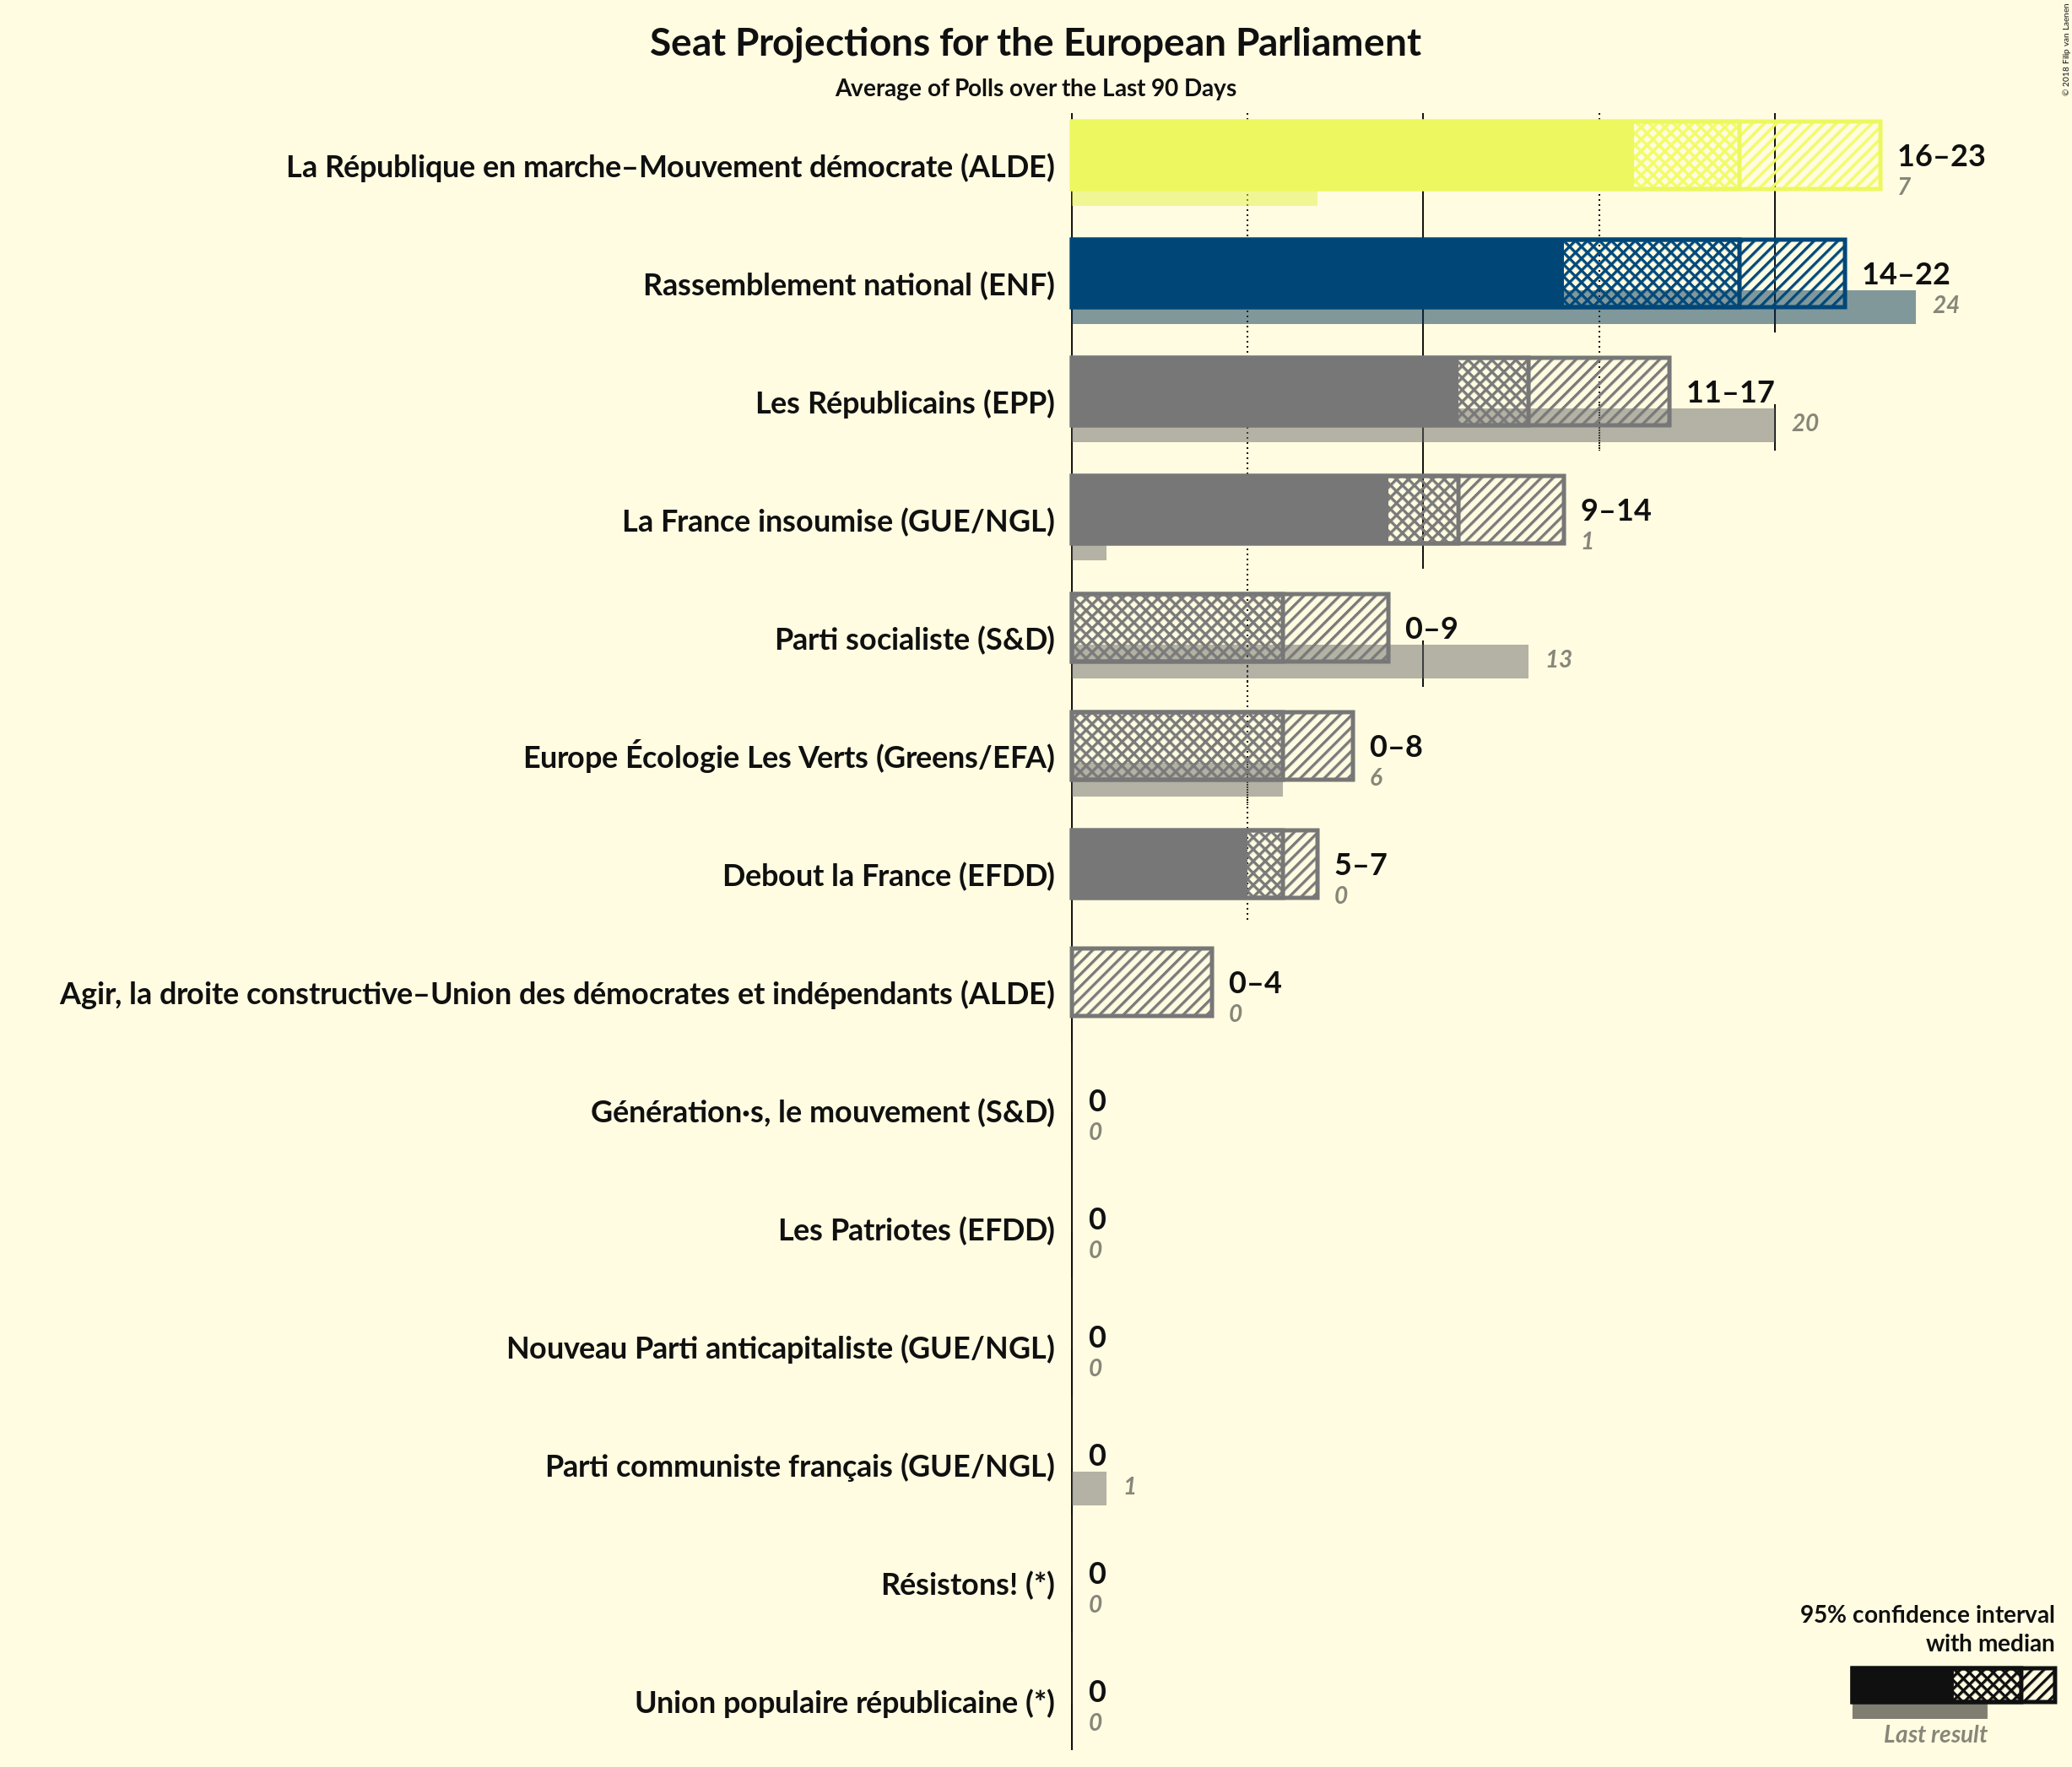 Seat Projections for the European Parliament
Average of Polls over the Last 90 Days
© 2018 Filip van Laenen
La République en marche–Mouvement démocrate (ALDE)
16–23
7
Rassemblement national (ENF)
14–22
24
Les Républicains (EPP)
11–17
20
La France insoumise (GUE/NGL)
9–14
1
Parti socialiste (S&D)
0–9
13
Europe Écologie Les Verts (Greens/EFA)
0–8
6
Debout la France (EFDD)
5–7
0
Agir, la droite constructive–Union des démocrates et indépendants (ALDE)
0–4
0
Génération·s, le mouvement (S&D)
0
0
Les Patriotes (EFDD)
0
0
Nouveau Parti anticapitaliste (GUE/NGL)
0
0
Parti communiste français (GUE/NGL)
0
1
Résistons! (*)
0
0
Union populaire républicaine (*)
0
0
95% confidence interval
with median
Last result